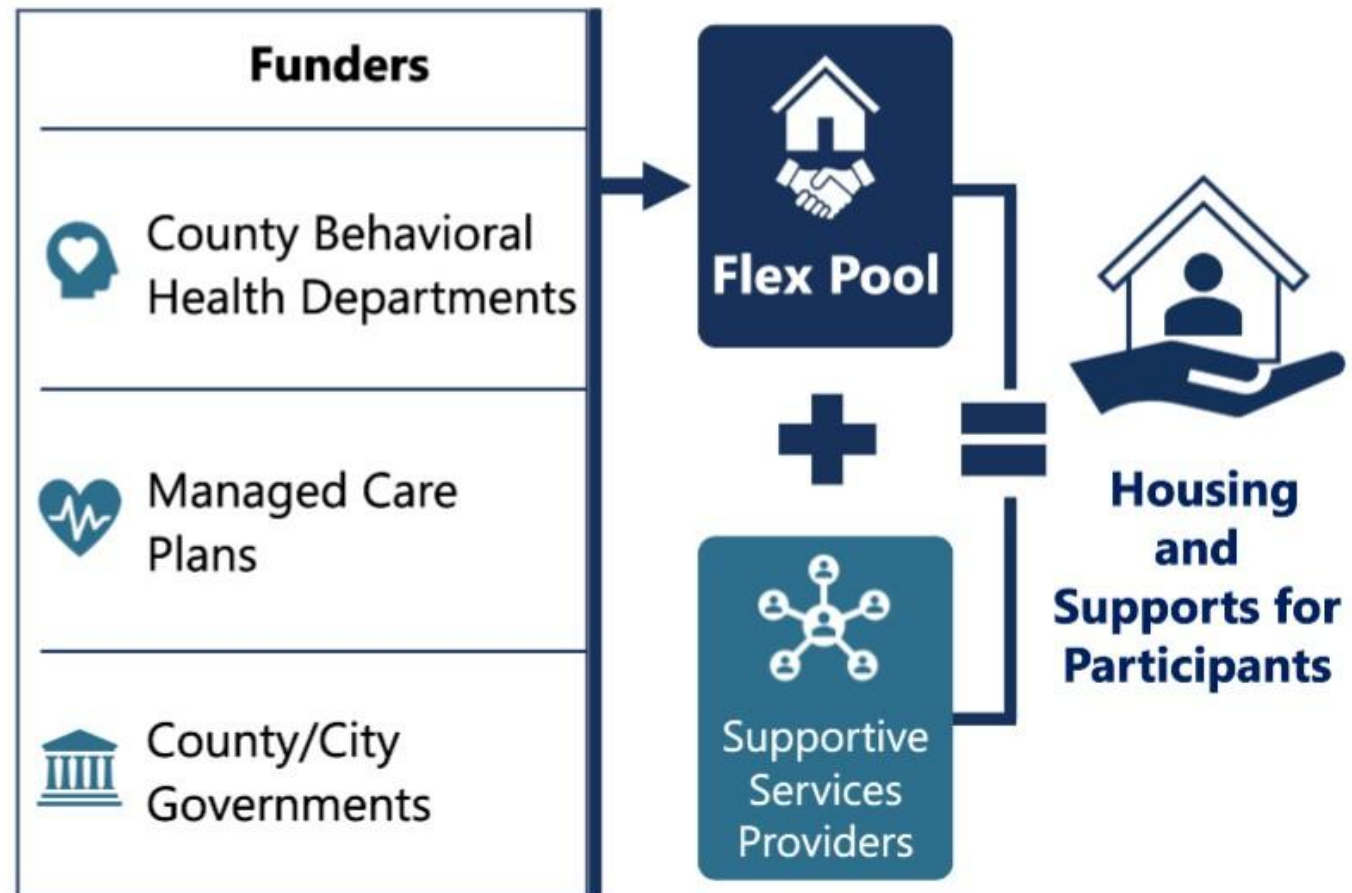 Funders
County Behavioral
Health Departments
Managed Care
Plans
County/City
Governments
Flex Pool
Supportive
Services
Providers
Housing
and
Supports for
Participants